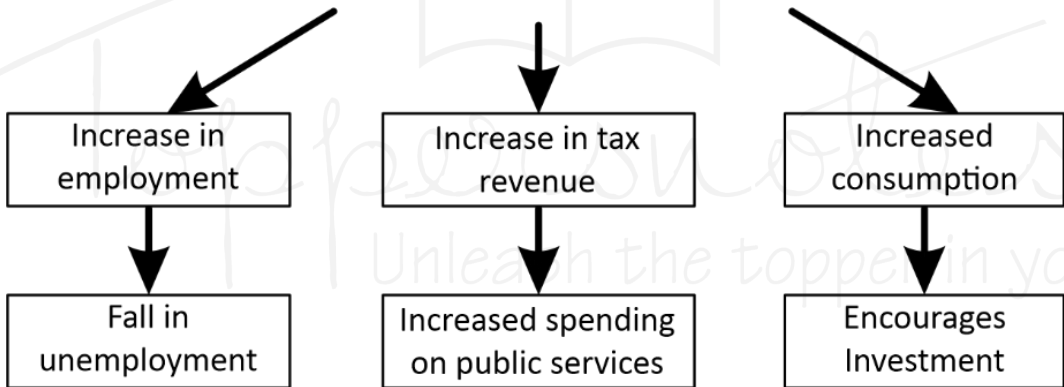 Increase in
employment
Increase in tax
revenue
Increased
consumption
Toppersnotes
Unleash the topper in yo
Fall in
unemployment
Increased spending
on public services
Encourages
Investment